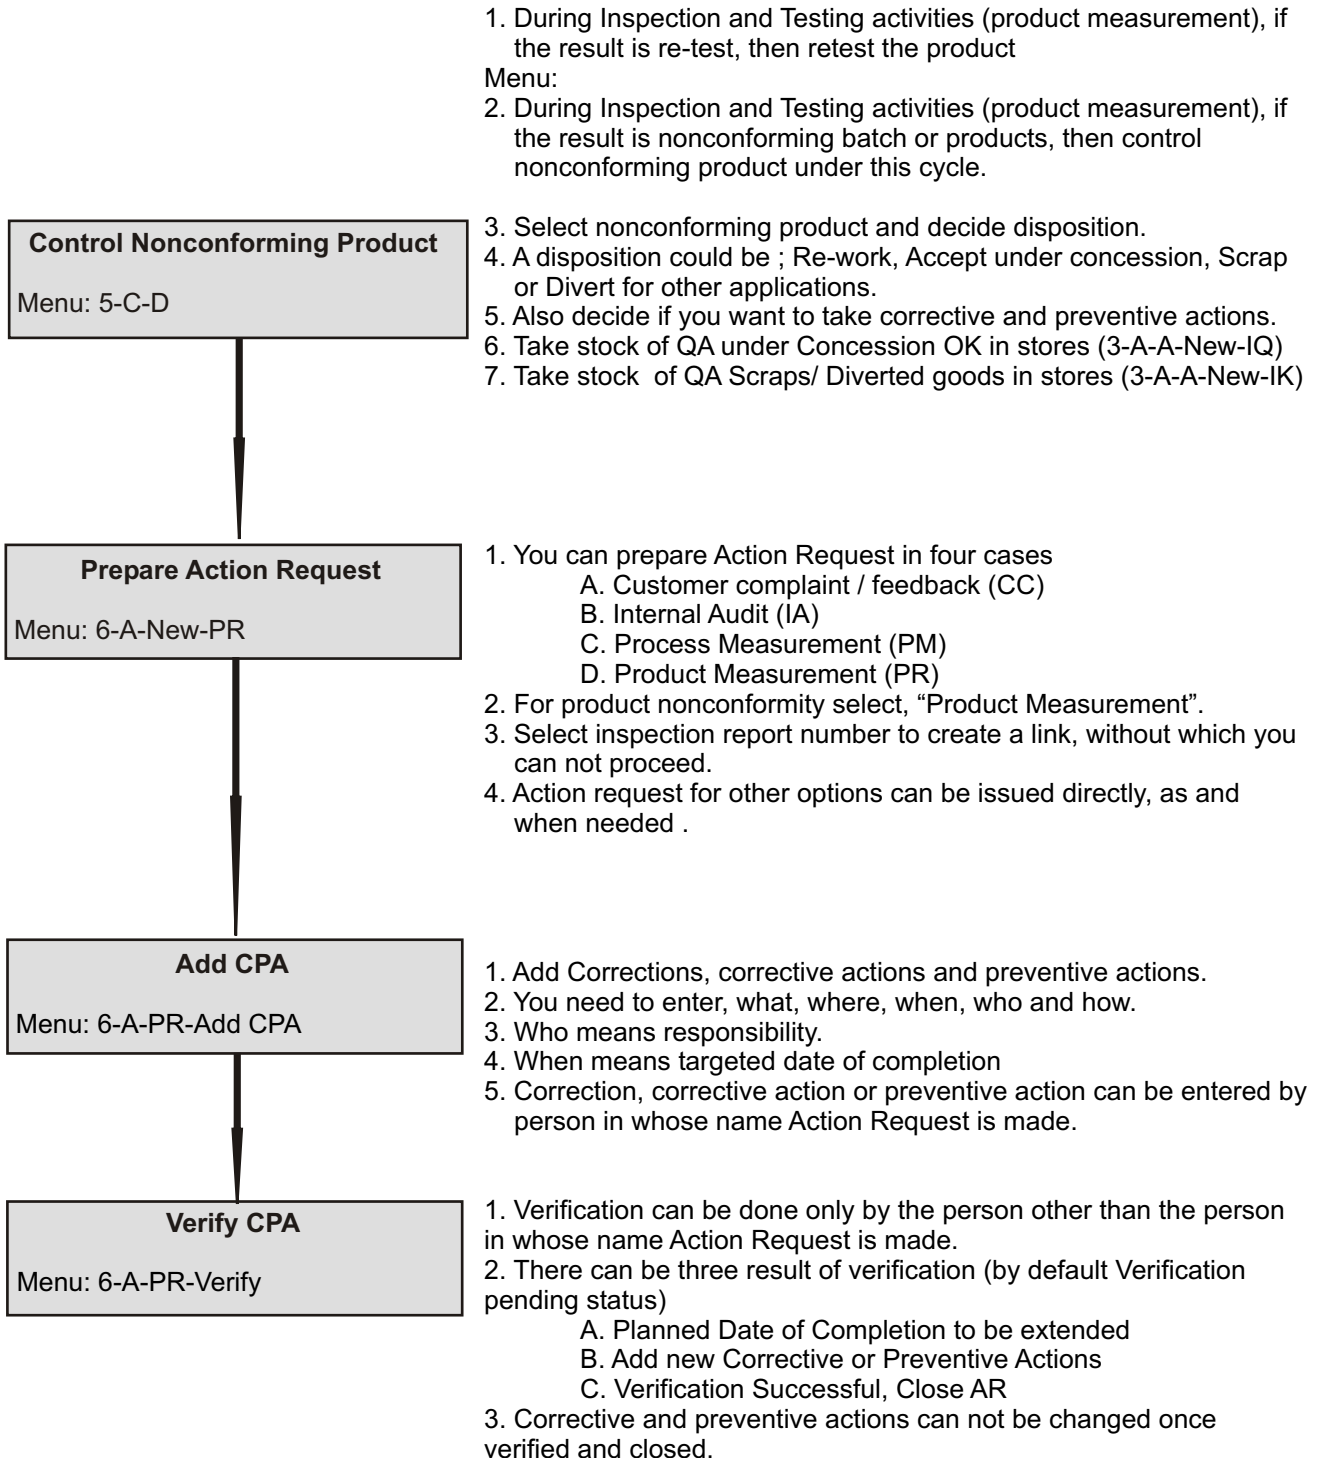 1. During Inspection and Testing activities (product measurement), if
the result is re-test, then retest the product
Menu:
2. During Inspection and Testing activities (product measurement), if
the result is nonconforming batch or products, then control
nonconforming product under this cycle.
Control Nonconforming Product
Menu: 5-C-D
3. Select nonconforming product and decide disposition.
4. A disposition could be ; Re-work, Accept under concession, Scrap
or Divert for other applications.
5. Also decide if you want to take corrective and preventive actions.
6. Take stock of QA under Concession OK in stores (3-A-A-New-IQ)
7. Take stock of QA Scraps/ Diverted goods in stores (3-A-A-New-IK)
Prepare Action Request
Menu: 6-A-New-PR
1. You can prepare Action Request in four cases
A. Customer complaint / feedback (CC)
B. Internal Audit (IA)
C. Process Measurement (PM)
D. Product Measurement (PR)
2. For product nonconformity select, “Product Measurement”.
3. Select inspection report number to create a link, without which you
can not proceed.
4. Action request for other options can be issued directly, as and
when needed .
Add CPA
Menu: 6-A-PR-Add CPA
1. Add Corrections, corrective actions and preventive actions.
2. You need to enter, what, where, when, who and how.
3. Who means responsibility.
4. When means targeted date of completion
5. Correction, corrective action or preventive action can be entered by
person in whose name Action Request is made.
Verify CPA
Menu: 6-A-PR-Verify
1. Verification can be done only by the person other than the person
in whose name Action Request is made.
2. There can be three result of verification (by default Verification
pending status)
A. Planned Date of Completion to be extended
B. Add new Corrective or Preventive Actions
C. Verification Successful, Close AR
3. Corrective and preventive actions can not be changed once
verified and closed.